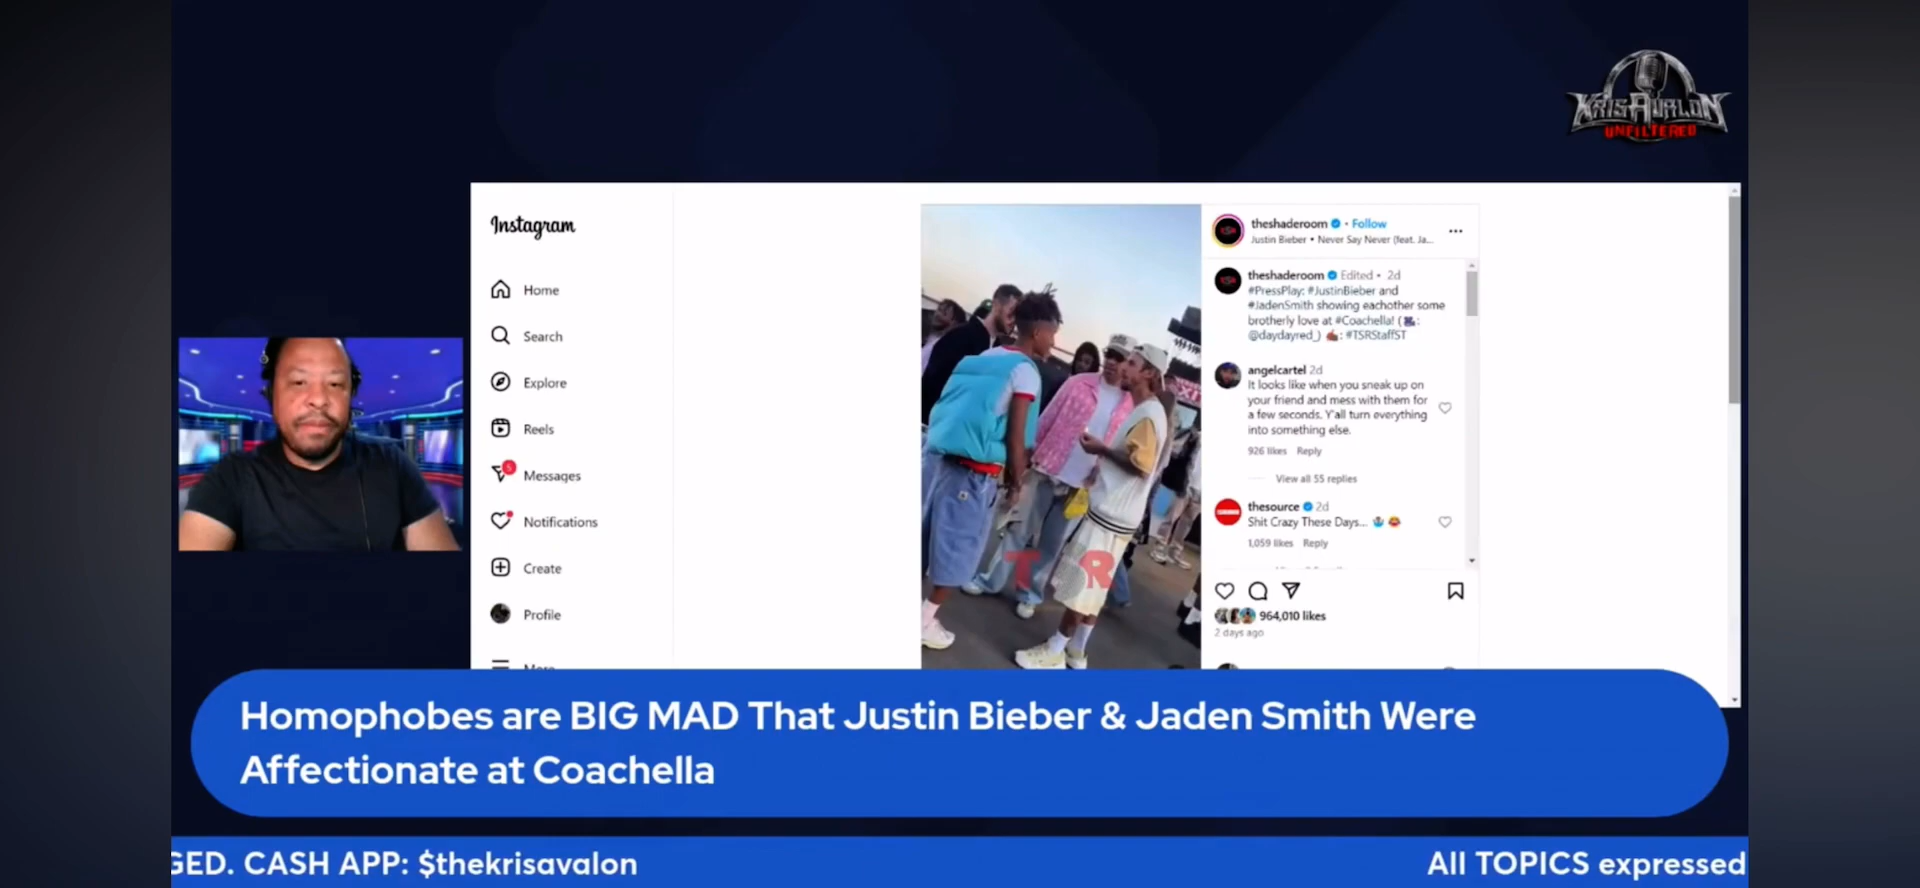 KRISAVALON
UNFILTERED
Instagram
Home
Search
Explore
Reels
5
Messages
Notifications
Create
Profile
More
TSR
theshaderoom • Follow
Justin Bieber • Never Say Never (feat. Ja...
theshaderoom Edited • 2d
#PressPlay: #JustinBieber and
#JadenSmith showing eachother some
brotherly love at #Coachella! (🎥:
@daydayred_) ✍🏾: #TSRStaffST
angelcartel 2d
It looks like when you sneak up on
your friend and mess with them for
a few seconds. Y'all turn everything
into something else.
926 likes Reply
View all 55 replies
thesource 2d
Shit Crazy These Days...
1,059 likes Reply
964,010 likes
2 days ago
Homophobes are BIG MAD That Justin Bieber & Jaden Smith Were
Affectionate at Coachella
GED. CASH APP: $thekrisavalon
All TOPICS expressed